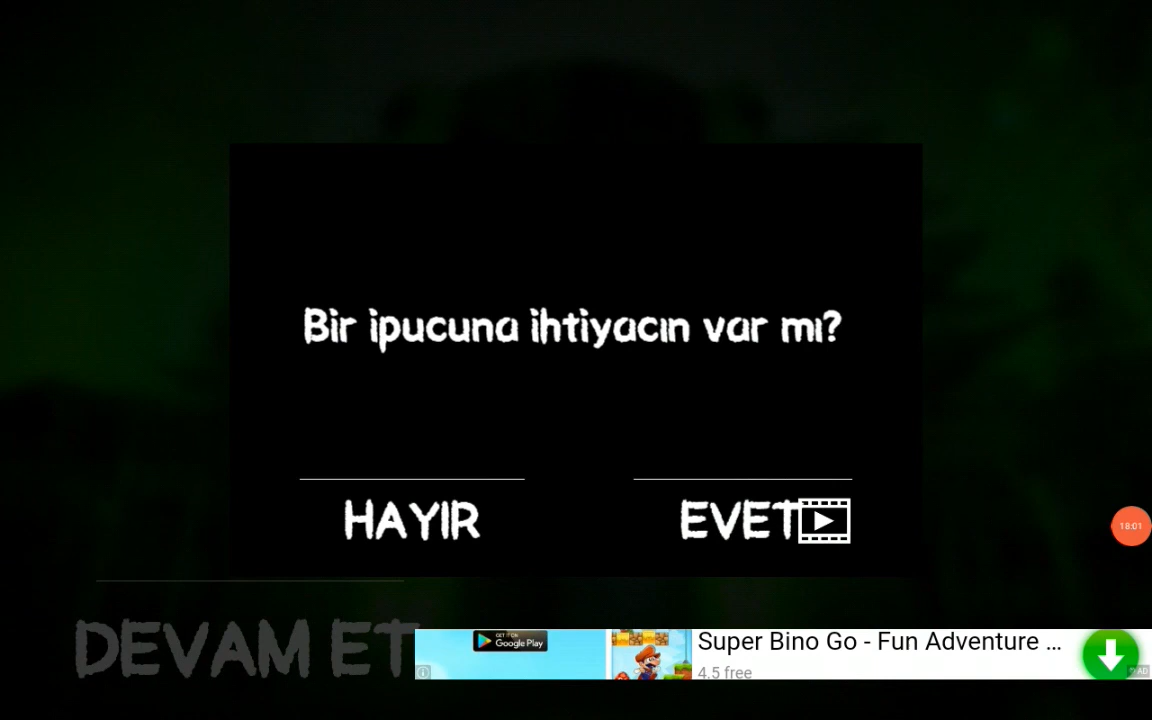 Bir ipucuna ihtiyacın var mı?
HAYIR
EVET
18:01
DEVAM ET
GET IT ON
Google Play
Super Bino Go - Fun Adventure ...
4.5 free
AD